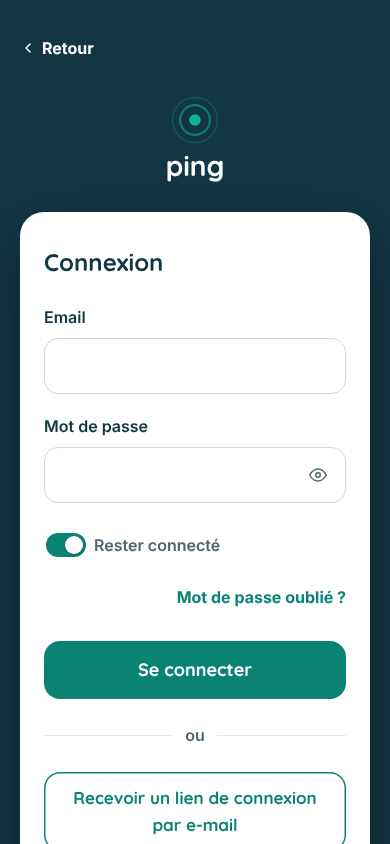 Retour
ping
Connexion
Email
Mot de passe
Rester connecté
Mot de passe oublié ?
Se connecter
ou
Recevoir un lien de connexion
par e-mail